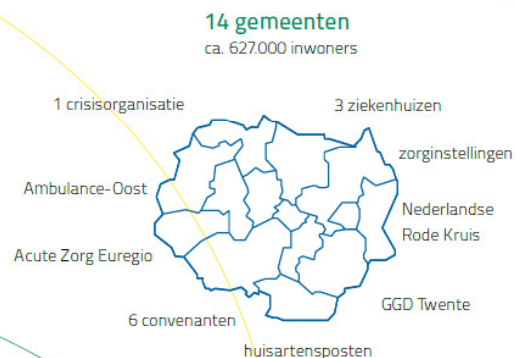 14 gemeenten
ca. 627.000 inwoners
1 crisisorganisatie
3 ziekenhuizen
zorginstellingen
Ambulance-Oost
Nederlandse
Rode Kruis
Acute Zorg Euregio
GGD Twente
6 convenanten
huisartensposten